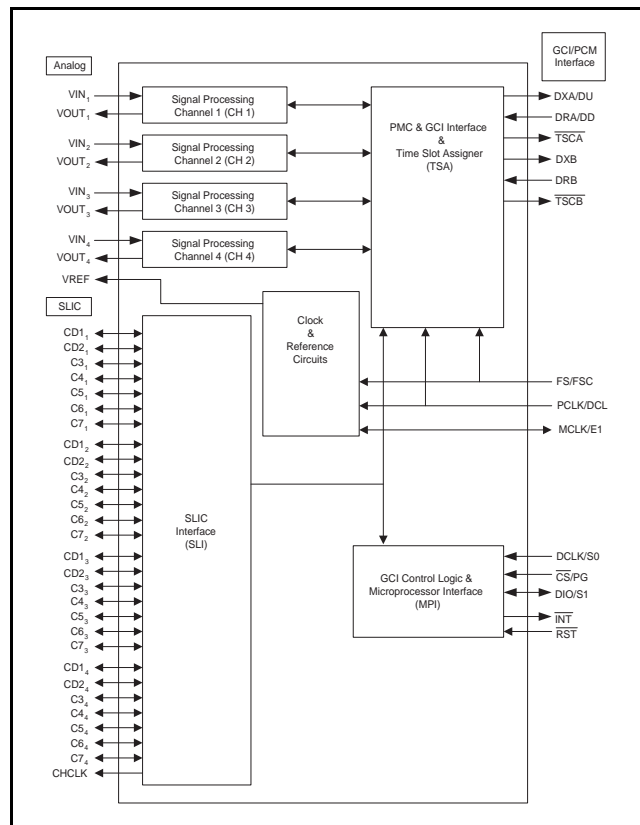 Analog
GCI/PCM
Interface
VIN1
VOUT1
Signal Processing
Channel 1 (CH 1)
VIN2
VOUT2
Signal Processing
Channel 2 (CH 2)
VIN3
VOUT3
Signal Processing
Channel 3 (CH 3)
VIN4
VOUT4
Signal Processing
Channel 4 (CH 4)
VREF
PMC & GCI Interface
&
Time Slot Assigner
(TSA)
DXA/DU
DRA/DD
TSCA
DXB
DRB
TSCB
SLIC
CD11
CD21
C31
C41
C51
C61
C71
CD12
CD22
C32
C42
C52
C62
C72
CD13
CD23
C33
C43
C53
C63
C73
CD14
CD24
C34
C44
C54
C64
C74
CHCLK
SLIC
Interface
(SLI)
Clock
&
Reference
Circuits
FS/FSC
PCLK/DCL
MCLK/E1
GCI Control Logic &
Microprocessor Interface
(MPI)
DCLK/S0
CS/PG
DIO/S1
INT
RST